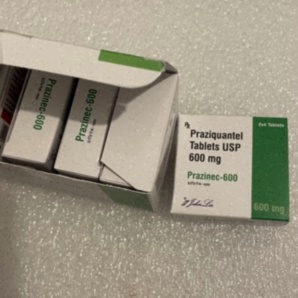 Prazinec-600
Prazinec-600
Rx
Praziquantel
Tablets USP
600 mg
Prazinec-600
600 mg